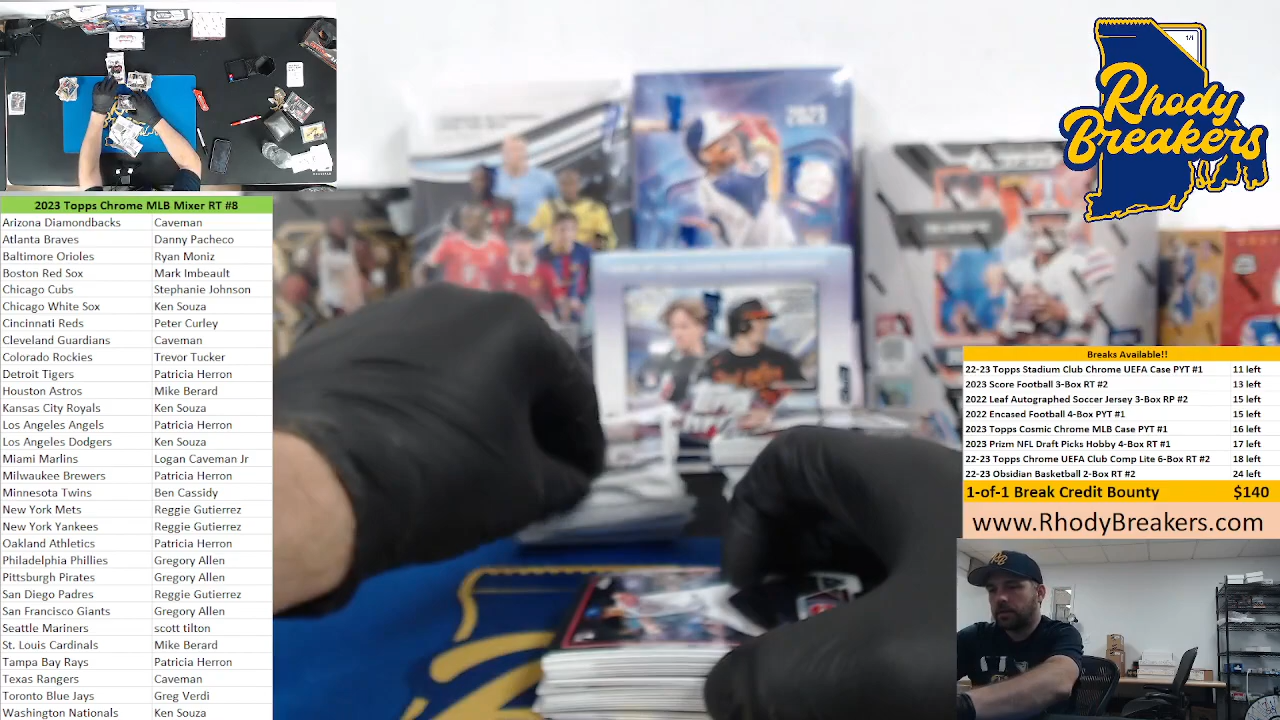 1/1
Rhody
Breakers
2023
2023 Topps Chrome MLB Mixer RT #8
Arizona Diamondbacks Caveman
Atlanta Braves Danny Pacheco
Baltimore Orioles Ryan Moniz
Boston Red Sox Mark Imbeault
Chicago Cubs Stephanie Johnson
Chicago White Sox Ken Souza
Cincinnati Reds Peter Curley
Cleveland Guardians Caveman
Colorado Rockies Trevor Tucker
Detroit Tigers Patricia Herron
Houston Astros Mike Berard
Kansas City Royals Ken Souza
Los Angeles Angels Patricia Herron
Los Angeles Dodgers Ken Souza
Miami Marlins Logan Caveman Jr
Milwaukee Brewers Patricia Herron
Minnesota Twins Ben Cassidy
New York Mets Reggie Gutierrez
New York Yankees Reggie Gutierrez
Oakland Athletics Patricia Herron
Philadelphia Phillies Gregory Allen
Pittsburgh Pirates Gregory Allen
San Diego Padres Reggie Gutierrez
San Francisco Giants Gregory Allen
Seattle Mariners scott tilton
St. Louis Cardinals Mike Berard
Tampa Bay Rays Patricia Herron
Texas Rangers Caveman
Toronto Blue Jays Greg Verdi
Washington Nationals Ken Souza
Breaks Available!!
22-23 Topps Stadium Club Chrome UEFA Case PYT #1 11 left
2023 Score Football 3-Box RT #2 13 left
2022 Leaf Autographed Soccer Jersey 3-Box RP #2 15 left
2022 Encased Football 4-Box PYT #1 15 left
2023 Topps Cosmic Chrome MLB Case PYT #1 16 left
2023 Prizm NFL Draft Picks Hobby 4-Box RT #1 17 left
22-23 Topps Chrome UEFA Club Comp Lite 6-Box RT #2 18 left
22-23 Obsidian Basketball 2-Box RT #2 24 left
1-of-1 Break Credit Bounty $140
www.RhodyBreakers.com